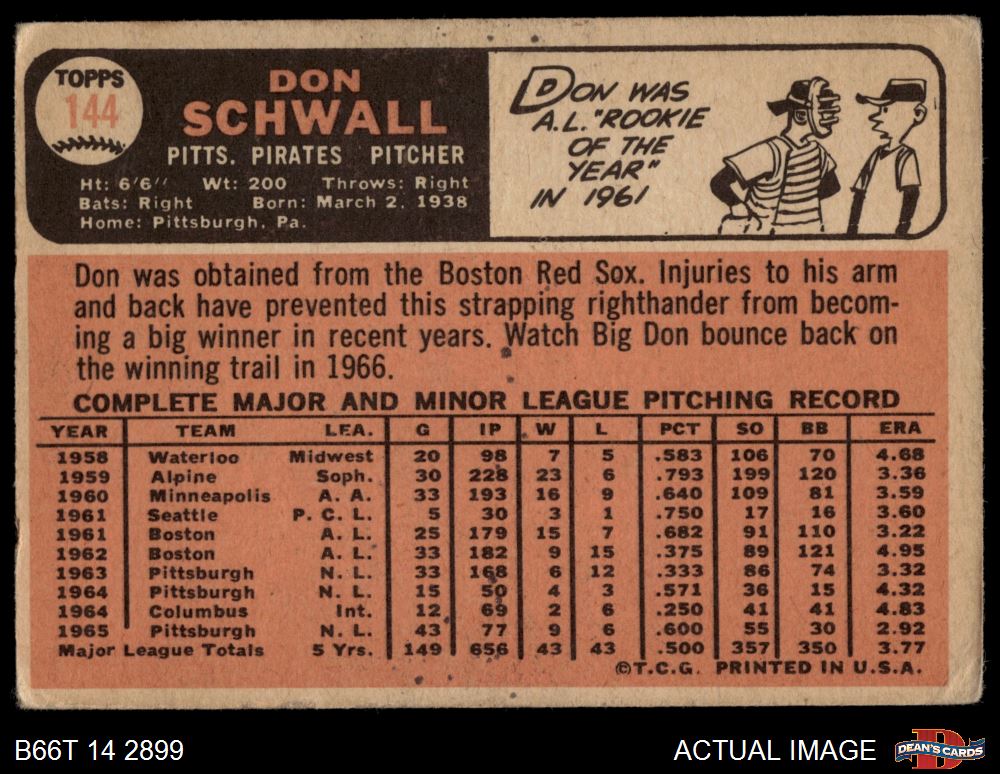 TOPPS
144
DON
SCHWALL
PITTS. PIRATES PITCHER
Ht: 6'6" Wt: 200 Throws: Right
Bats: Right Born: March 2, 1938
Home: Pittsburgh, Pa.
DON WAS
A.L. "ROOKIE
OF THE
YEAR"
IN 1961
Don was obtained from the Boston Red Sox. Injuries to his arm
and back have prevented this strapping righthander from becom-
ing a big winner in recent years. Watch Big Don bounce back on
the winning trail in 1966.
COMPLETE MAJOR AND MINOR LEAGUE PITCHING RECORD
YEAR TEAM LEA. G IP W L PCT SO BB ERA
1958 Waterloo Midwest 20 98 7 5 .583 106 70 4.68
1959 Alpine Soph. 30 228 23 6 .793 199 120 3.36
1960 Minneapolis A. A. 33 193 16 9 .640 109 81 3.59
1961 Seattle P. C. L. 5 30 3 1 .750 17 16 3.60
1961 Boston A. L. 25 179 15 7 .682 91 110 3.22
1962 Boston A. L. 33 182 9 15 .375 89 121 4.95
1963 Pittsburgh N. L. 33 168 6 12 .333 86 74 3.32
1964 Pittsburgh N. L. 15 50 4 3 .571 36 15 4.32
1964 Columbus Int. 12 69 2 6 .250 41 41 4.83
1965 Pittsburgh N. L. 43 77 9 6 .600 55 30 2.92
Major League Totals 5 Yrs. 149 656 43 43 .500 357 350 3.77
©T.C.G. PRINTED IN U.S.A.
B66T 14 2899
ACTUAL IMAGE
DEAN'S CARDS